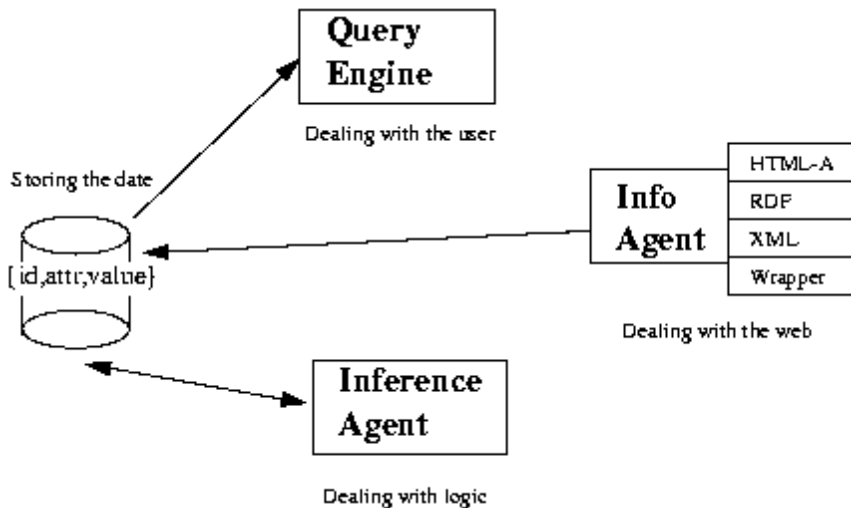 Query
Engine
Dealing with the user
Storing the date
{id,attr,value}
Info
Agent
HTML-A
RDF
XML
Wrapper
Dealing with the web
Inference
Agent
Dealing with logic